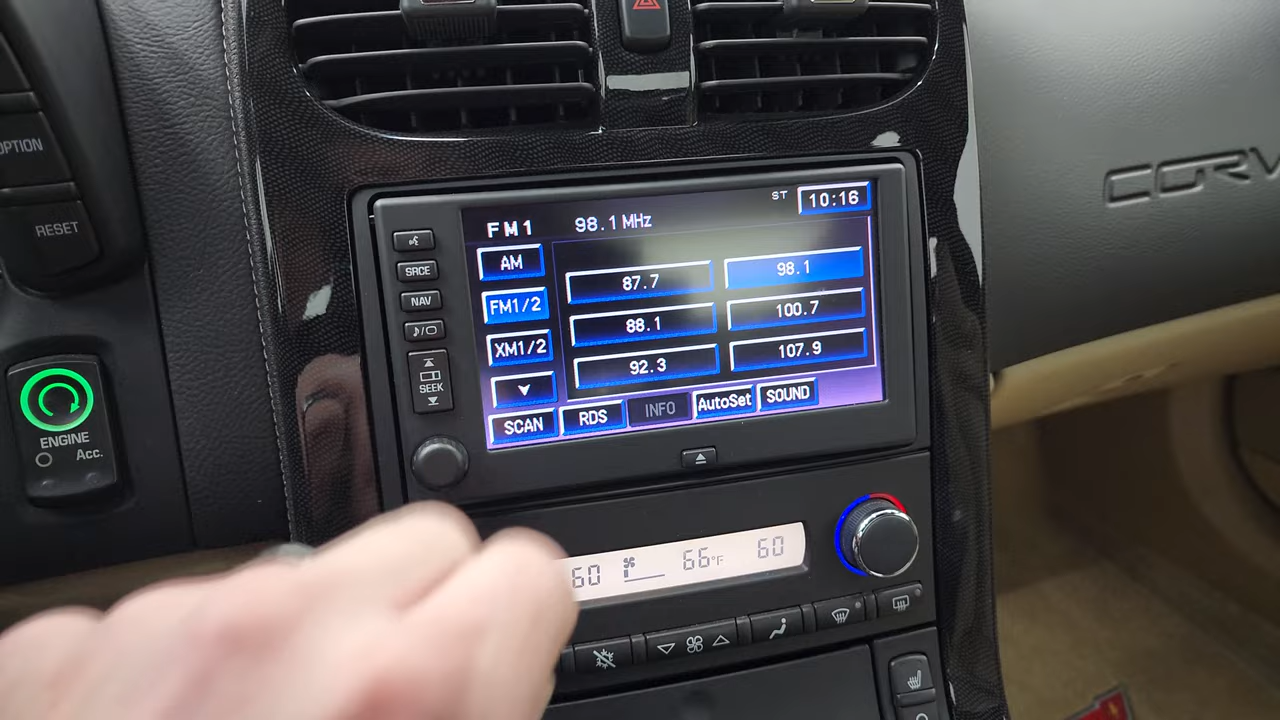 OPTION
RESET
ENGINE
Acc.
SRCE
NAV
SEEK
FM1 98.1 MHz ST 10:16
AM
FM1/2
XM1/2
87.7 98.1
88.1 100.7
92.3 107.9
SCAN RDS INFO AutoSet SOUND
60 66°F 60
CORV